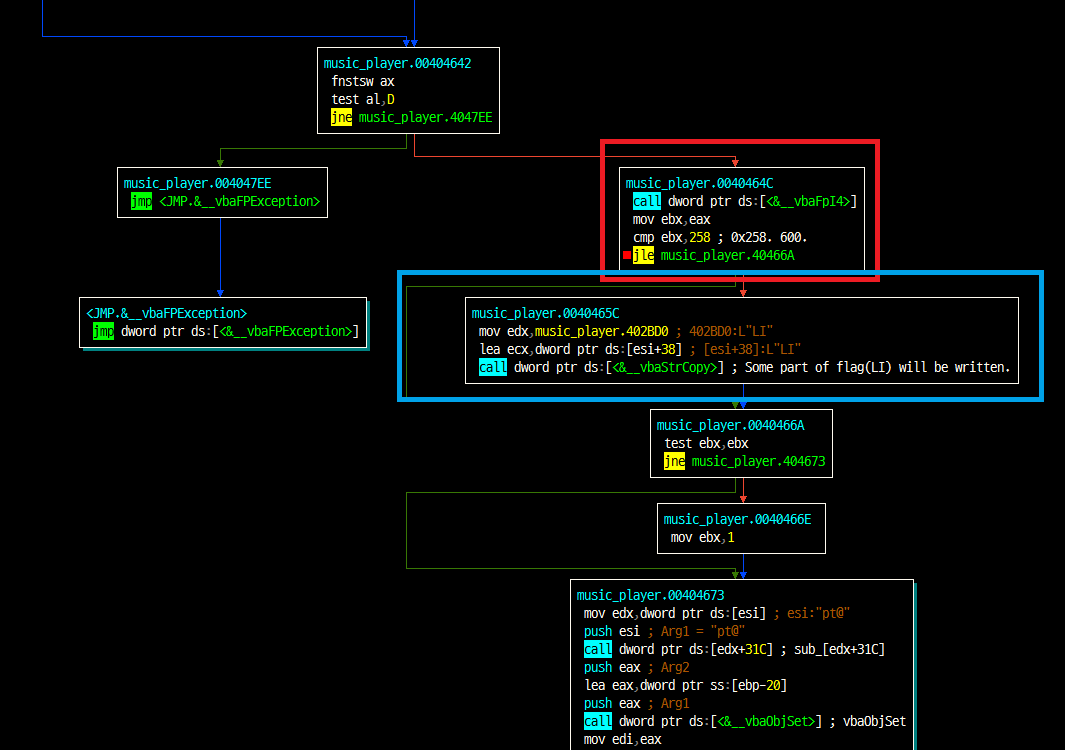 music_player.00404642
fnstsw ax
test al,D
jne music_player.4047EE
music_player.004047EE
jmp <JMP.&__vbaFPException>
<JMP.&__vbaFPException>
jmp dword ptr ds:[<&__vbaFPException>]
music_player.0040464C
call dword ptr ds:[<&__vbaFpI4>]
mov ebx,eax
cmp ebx,258 ; 0x258. 600.
jle music_player.40466A
music_player.0040465C
mov edx,music_player.402BD0 ; 402BD0:L"LI"
lea ecx,dword ptr ds:[esi+38] ; [esi+38]:L"LI"
call dword ptr ds:[<&__vbaStrCopy>] ; Some part of flag(LI) will be written.
music_player.0040466A
test ebx,ebx
jne music_player.404673
music_player.0040466E
mov ebx,1
music_player.00404673
mov edx,dword ptr ds:[esi] ; esi:"pt@"
push esi ; Arg1 = "pt@"
call dword ptr ds:[edx+31C] ; sub_[edx+31C]
push eax ; Arg2
lea eax,dword ptr ss:[ebp-20]
push eax ; Arg1
call dword ptr ds:[<&__vbaObjSet>] ; vbaObjSet
mov edi,eax